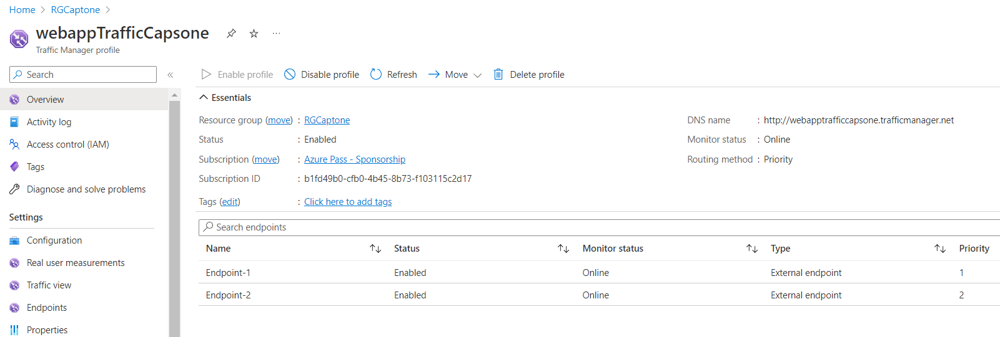 Home > RGCaptone >
webappTrafficCapsone ...
Traffic Manager profile
Search «
Enable profile Disable profile Refresh Move Delete profile
Overview
Activity log
Access control (IAM)
Tags
Diagnose and solve problems
Settings
Configuration
Real user measurements
Traffic view
Endpoints
Properties
Essentials
Resource group (move) : RGCaptone
Status : Enabled
Subscription (move) : Azure Pass - Sponsorship
Subscription ID : b1fd49b0-cfb0-4b45-8b73-f103115c2d17
Tags (edit) : Click here to add tags
DNS name : http://webapptrafficcapsone.trafficmanager.net
Monitor status : Online
Routing method : Priority
Search endpoints
Name Status Monitor status Type Priority
Endpoint-1 Enabled Online External endpoint 1
Endpoint-2 Enabled Online External endpoint 2